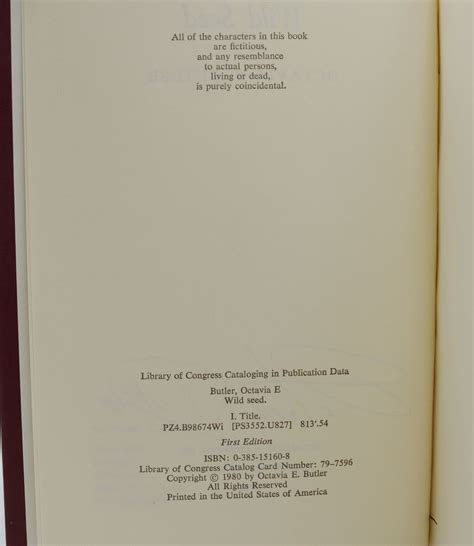 All of the characters in this book
are fictitious,
and any resemblance
to actual persons,
living or dead,
is purely coincidental.
Library of Congress Cataloging in Publication Data
Butler, Octavia E
Wild seed.
I. Title.
PZ4.B98674Wi [PS3552.U827] 813'.54
First Edition
ISBN: 0-385-15160-8
Library of Congress Catalog Card Number: 79-7596
Copyright © 1980 by Octavia E. Butler
All Rights Reserved
Printed in the United States of America